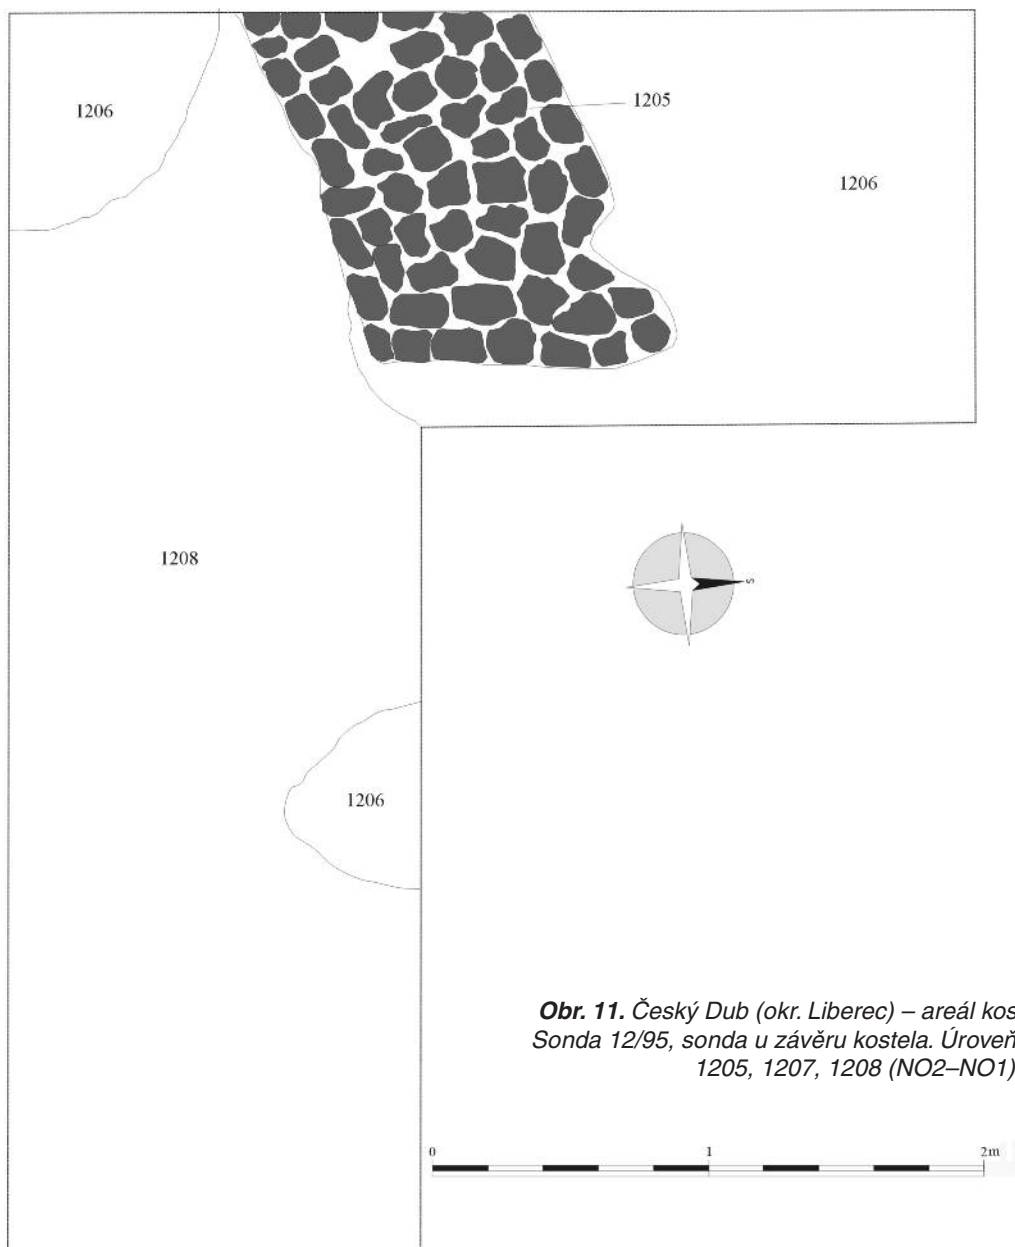 1206
1205
1206
1208
S
1206
Obr. 11. Český Dub (okr. Liberec) – areál kos
Sonda 12/95, sonda u závěru kostela. Úroveň
1205, 1207, 1208 (NO2–NO1)
0 1 2m